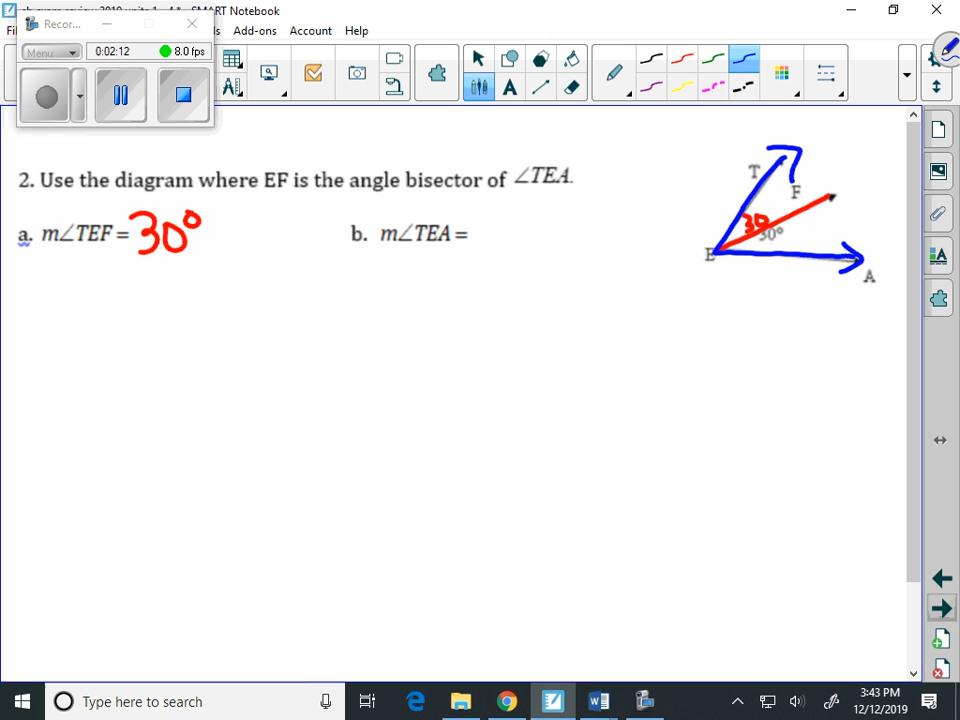 Recor...
SMART Notebook
Add-ons Account Help
Menu 0:02:12 8.0 fps
2. Use the diagram where EF is the angle bisector of ∠TEA.
a. m∠TEF = 30°
b. m∠TEA =
T
F
30
30°
E
A
Type here to search
3:43 PM
12/12/2019